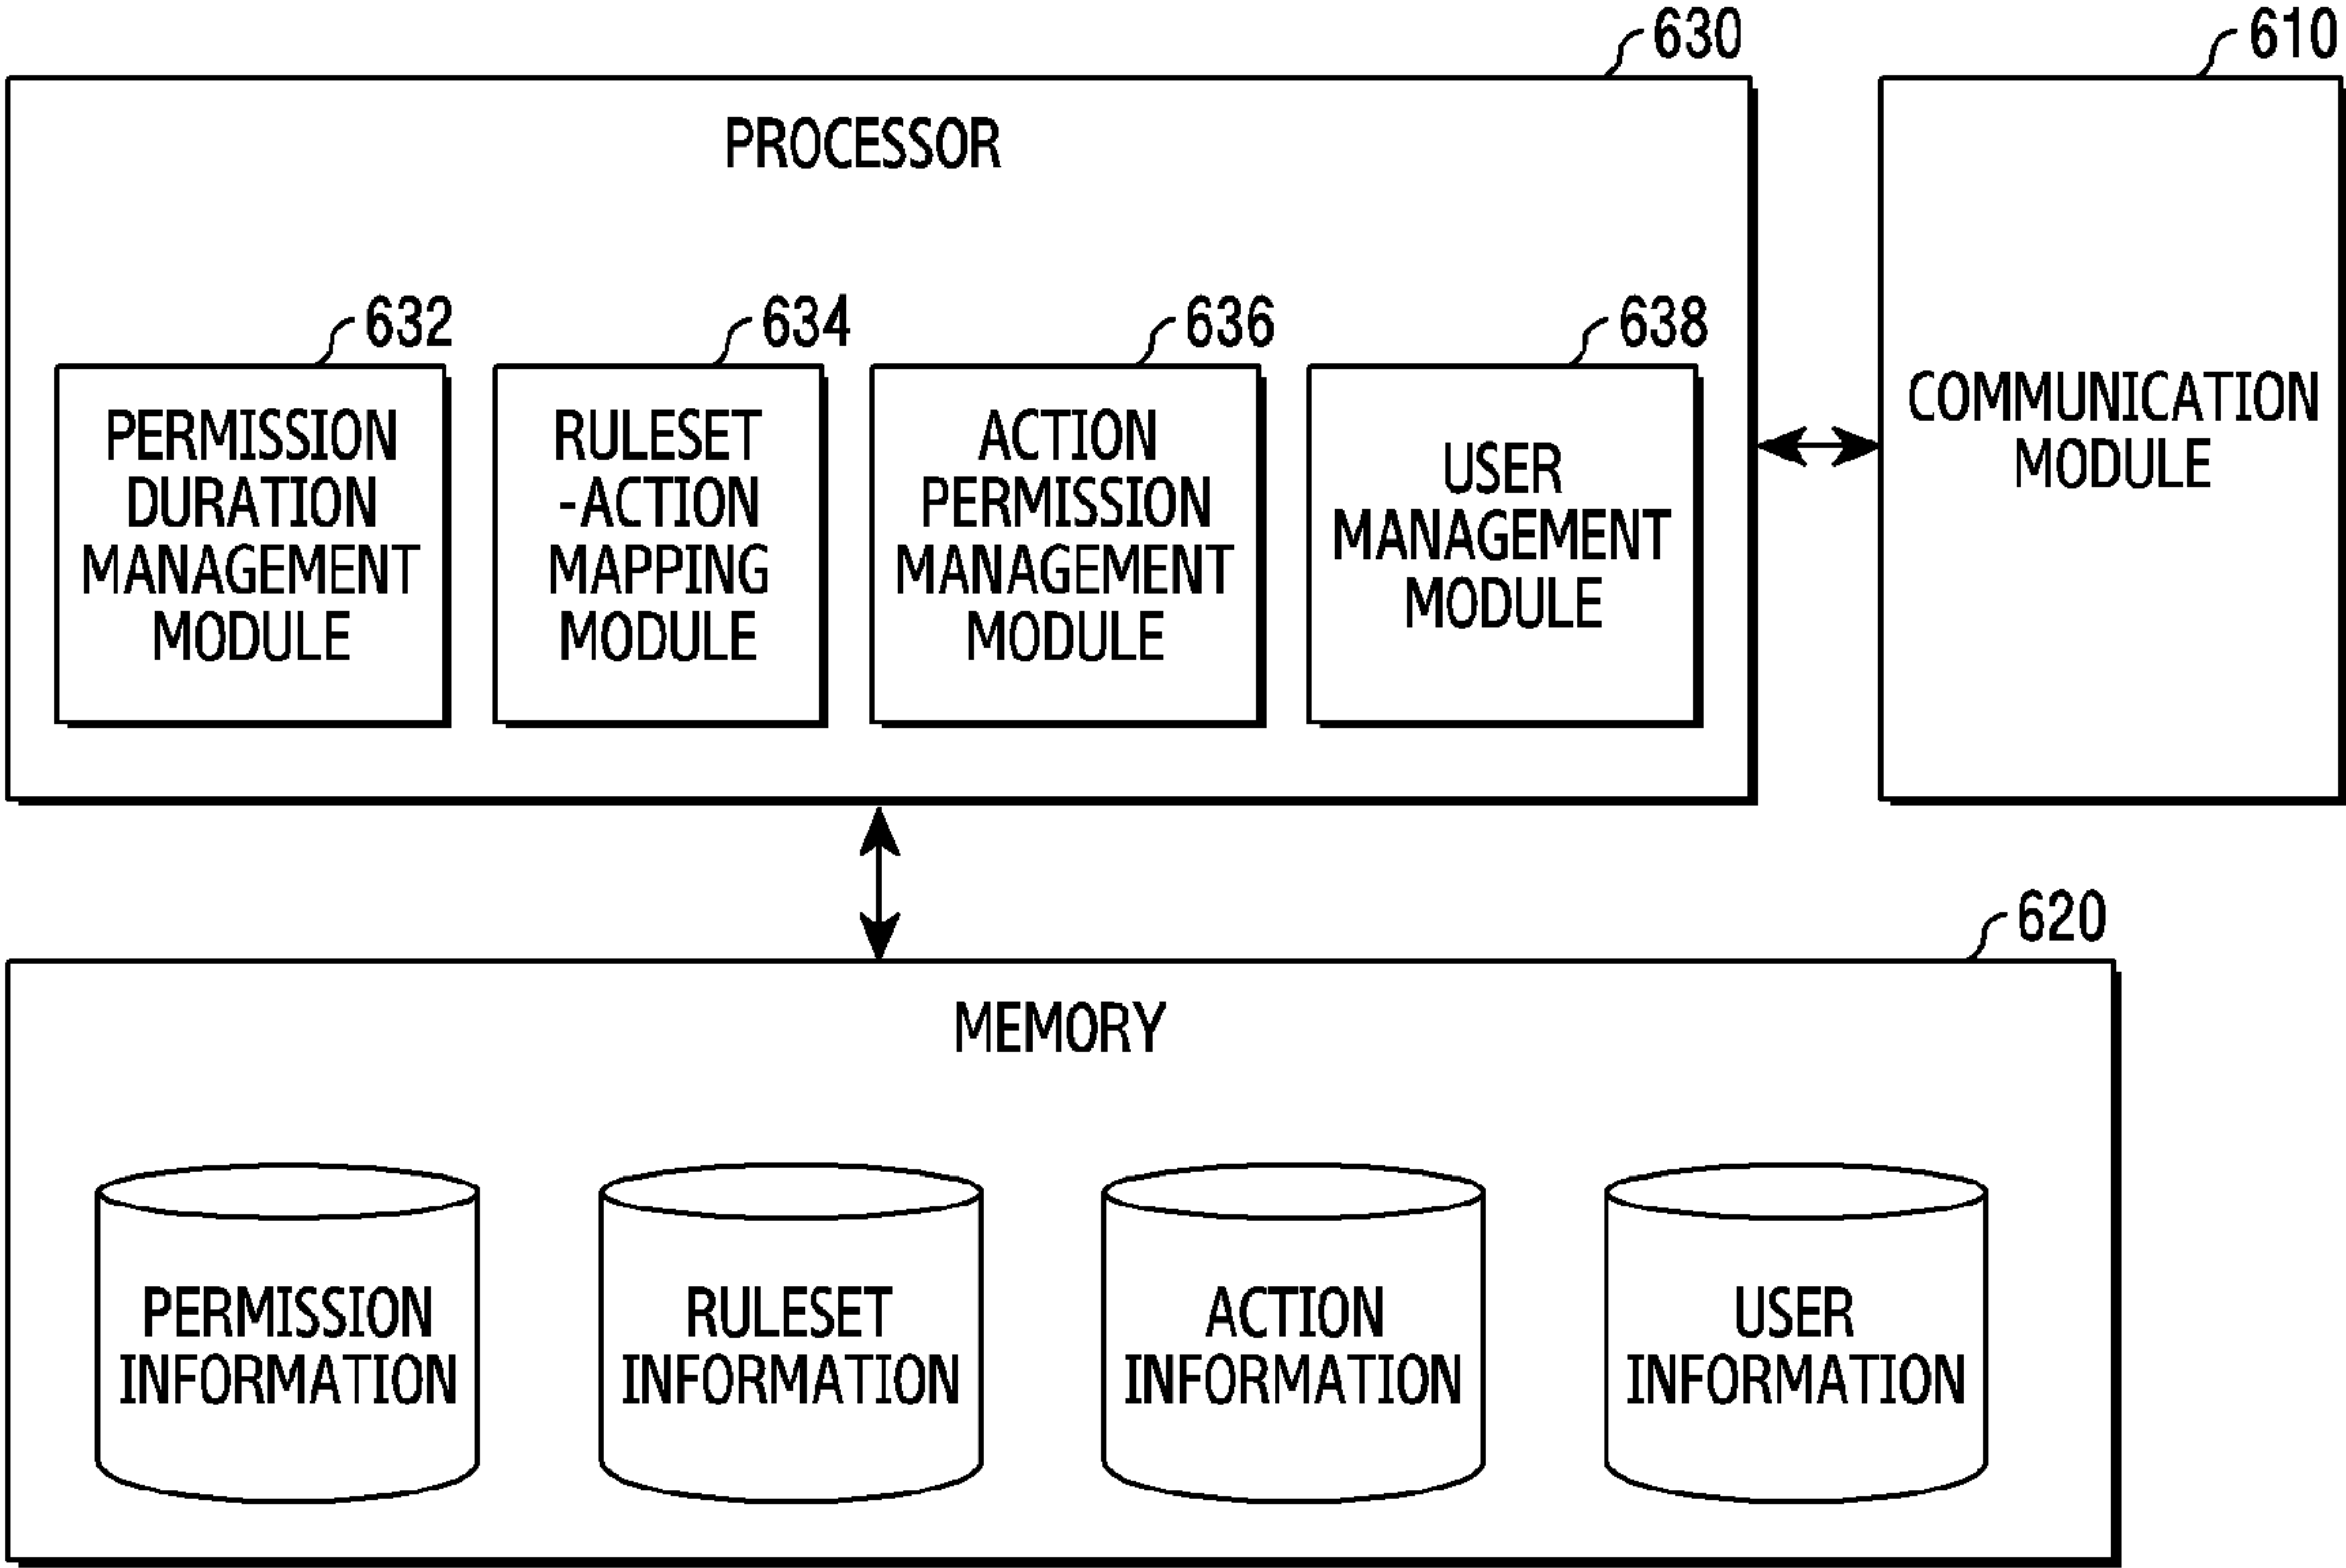 630
610
PROCESSOR
632
634
636
638
PERMISSION
DURATION
MANAGEMENT
MODULE
RULESET
-ACTION
MAPPING
MODULE
ACTION
PERMISSION
MANAGEMENT
MODULE
USER
MANAGEMENT
MODULE
COMMUNICATION
MODULE
620
MEMORY
PERMISSION
INFORMATION
RULESET
INFORMATION
ACTION
INFORMATION
USER
INFORMATION